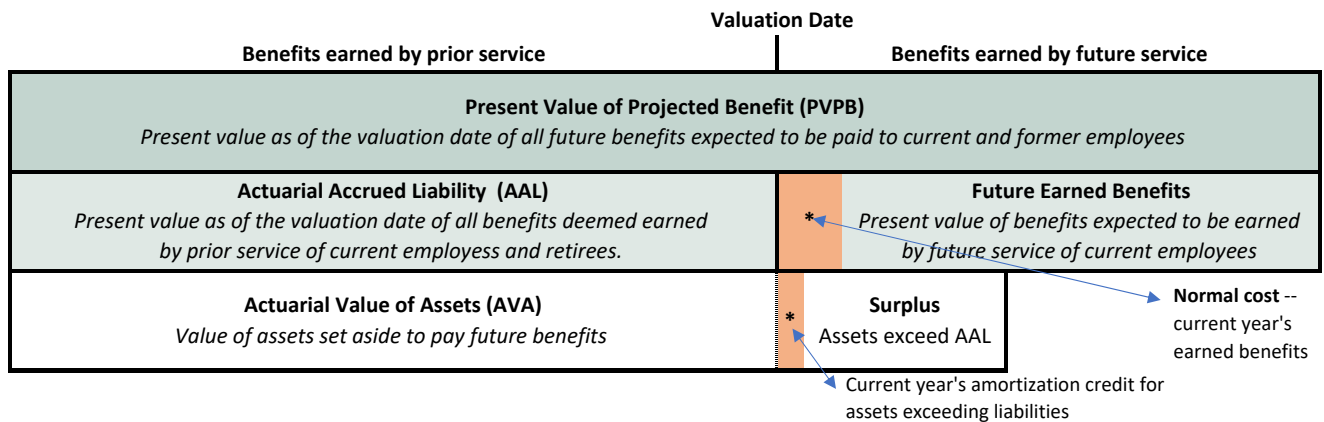 Valuation Date
Benefits earned by prior service
Benefits earned by future service
Present Value of Projected Benefit (PVPB)
Present value as of the valuation date of all future benefits expected to be paid to current and former employees
Actuarial Accrued Liability  (AAL)
Present value as of the valuation date of all benefits deemed earned
by prior service of current employess and retirees.
*
Future Earned Benefits
Present value of benefits expected to be earned
by future service of current employees
Actuarial Value of Assets (AVA)
Value of assets set aside to pay future benefits
*
Surplus
Assets exceed AAL
Normal cost --
current year's
earned benefits
Current year's amortization credit for
assets exceeding liabilities